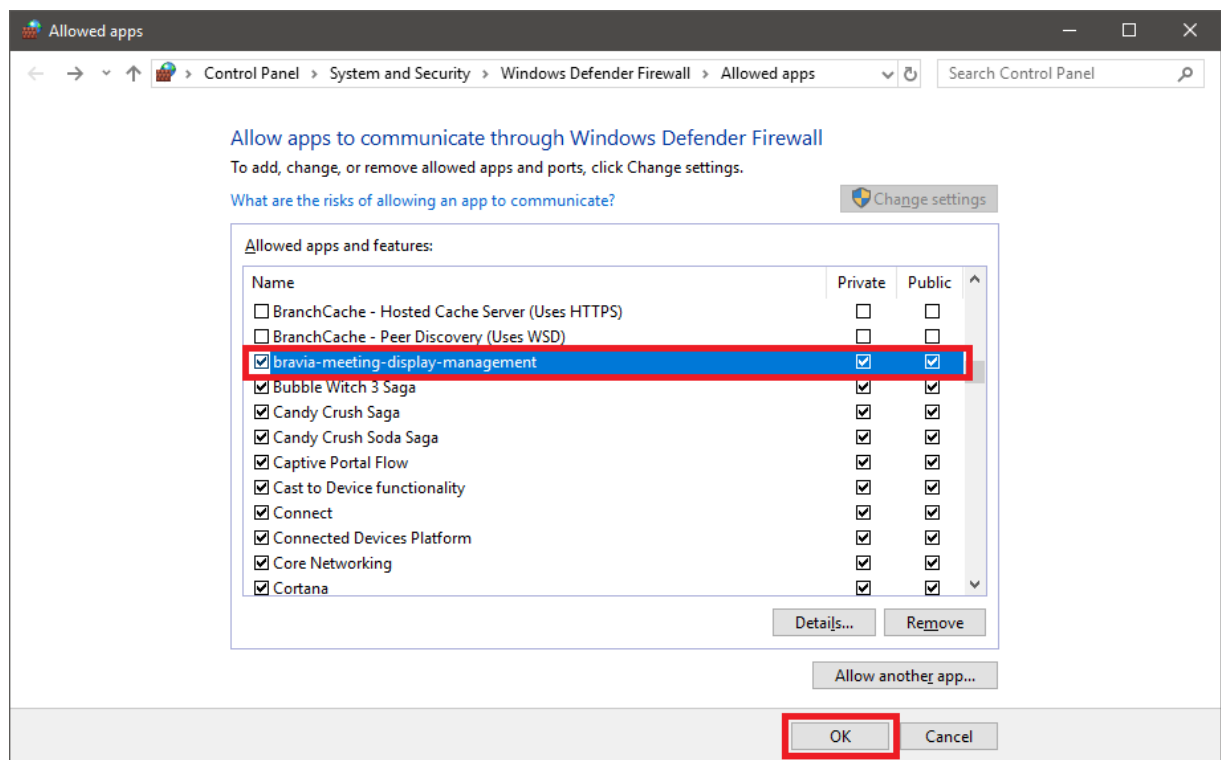 Allowed apps
Control Panel > System and Security > Windows Defender Firewall > Allowed apps
Search Control Panel
Allow apps to communicate through Windows Defender Firewall
To add, change, or remove allowed apps and ports, click Change settings.
What are the risks of allowing an app to communicate?
Change settings
Allowed apps and features:
Name Private Public
BranchCache - Hosted Cache Server (Uses HTTPS)
BranchCache - Peer Discovery (Uses WSD)
bravia-meeting-display-management
Bubble Witch 3 Saga
Candy Crush Saga
Candy Crush Soda Saga
Captive Portal Flow
Cast to Device functionality
Connect
Connected Devices Platform
Core Networking
Cortana
Details... Remove
Allow another app...
OK Cancel